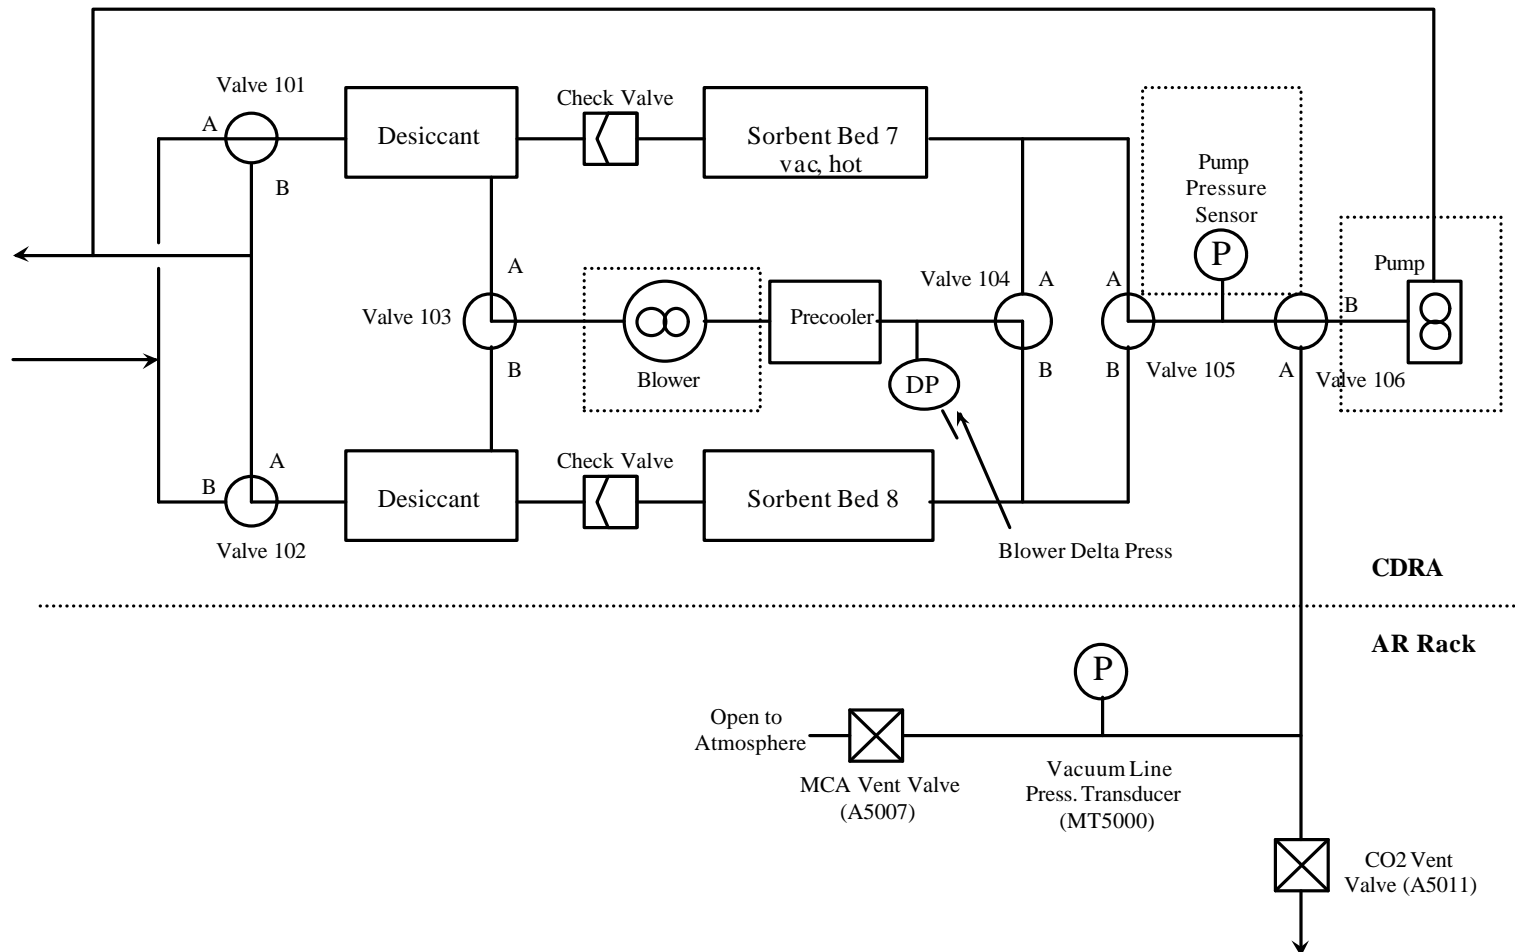 Valve 101
A
B
Desiccant
Check Valve
Sorbent Bed 7
vac, hot
Pump
Pressure
Sensor
P
Pump
Valve 103
A
B
Blower
Precooler
DP
Valve 104
A
B
A
B
Valve 105
B
A
Valve 106
B
A
Valve 102
Desiccant
Check Valve
Sorbent Bed 8
Blower Delta Press
CDRA
AR Rack
P
Open to
Atmosphere
MCA Vent Valve
(A5007)
Vacuum Line
Press. Transducer
(MT5000)
CO2 Vent
Valve (A5011)